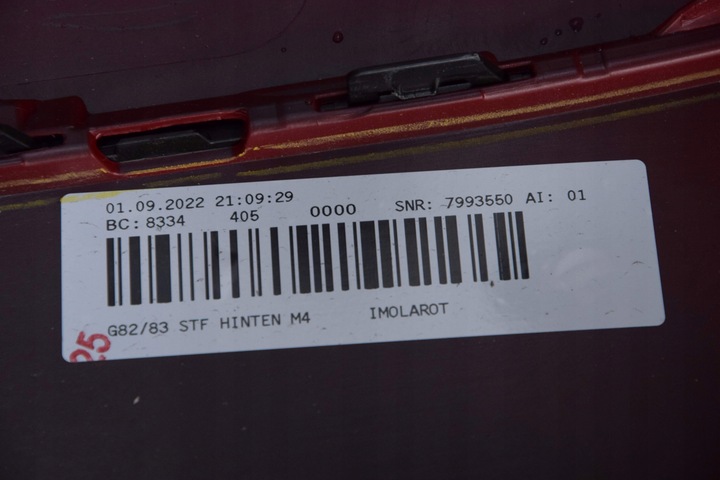 01.09.2022 21:09:29
BC: 8334 405 0000 SNR: 7993550 AI: 01
G82/83 STF HINTEN M4 IMOLAROT
25